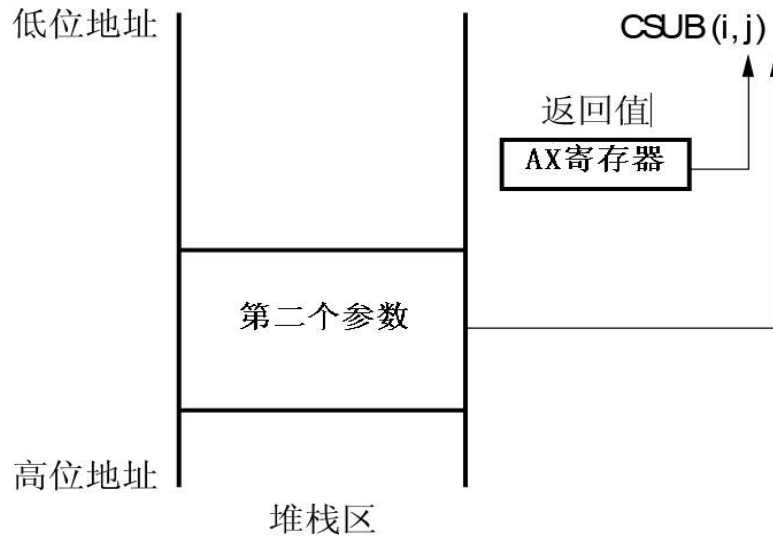 低位地址
CSUB(i,j)
返回值
AX寄存器
第二个参数
高位地址
堆栈区